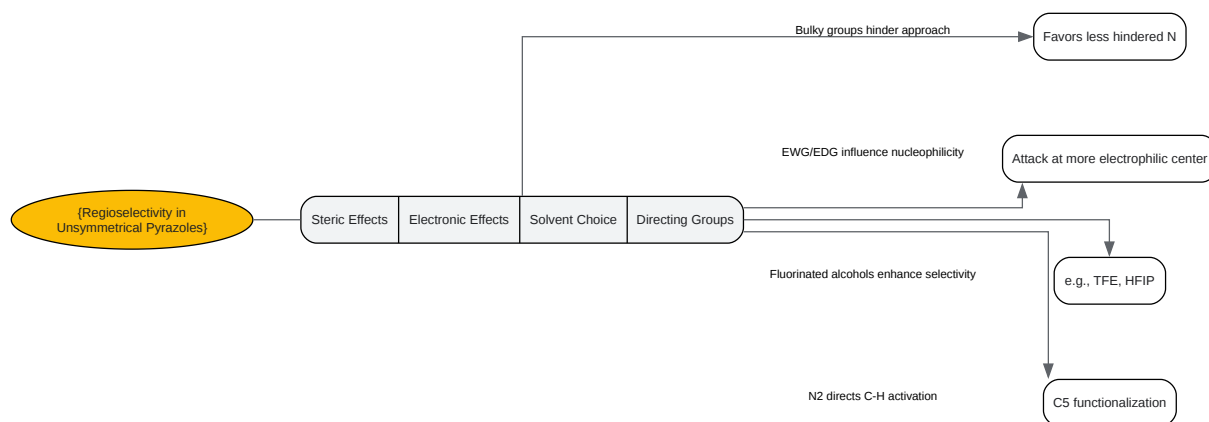 Bulky groups hinder approach
Favors less hindered N
EWG/EDG influence nucleophilicity
Attack at more electrophilic center
{Regioselectivity in
Unsymmetrical Pyrazoles}
Steric Effects
Electronic Effects
Solvent Choice
Directing Groups
Fluorinated alcohols enhance selectivity
e.g., TFE, HFIP
N2 directs C-H activation
C5 functionalization